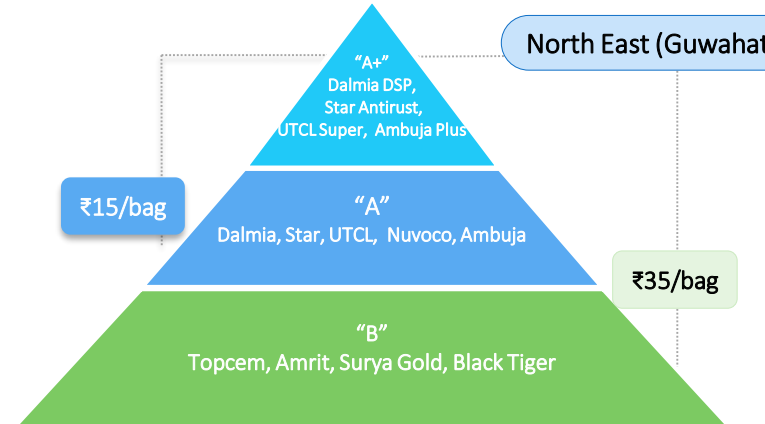 North East (Guwahat
“A+”
Dalmia DSP,
Star Antirust,
UTCL Super, Ambuja Plus
₹15/bag
“A”
Dalmia, Star, UTCL, Nuvoco, Ambuja
₹35/bag
“B”
Topcem, Amrit, Surya Gold, Black Tiger